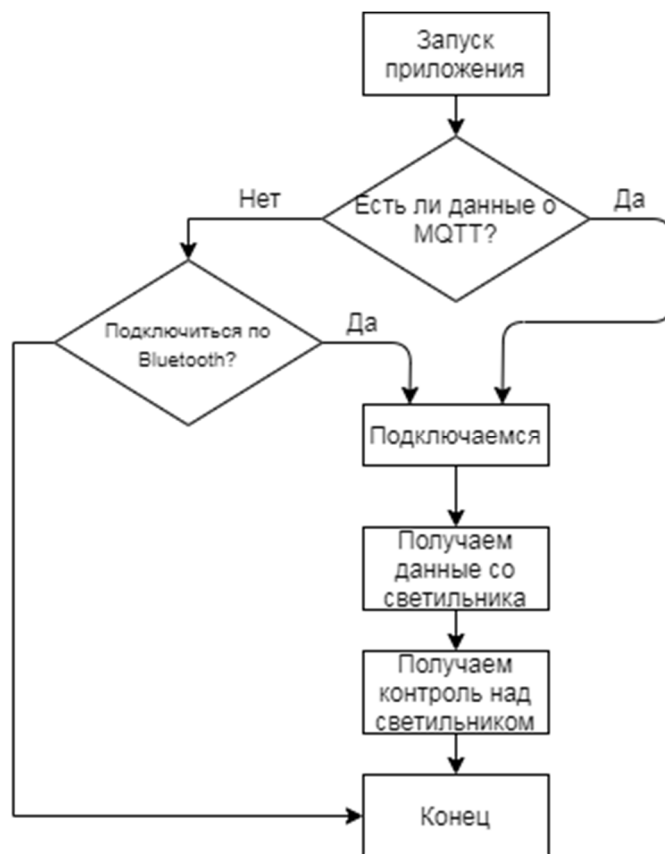 Запуск
приложения
Есть ли данные о
MQTT?
Нет
Да
Подключиться по
Bluetooth?
Да
Подключаемся
Получаем
данные со
светильника
Получаем
контроль над
светильником
Конец